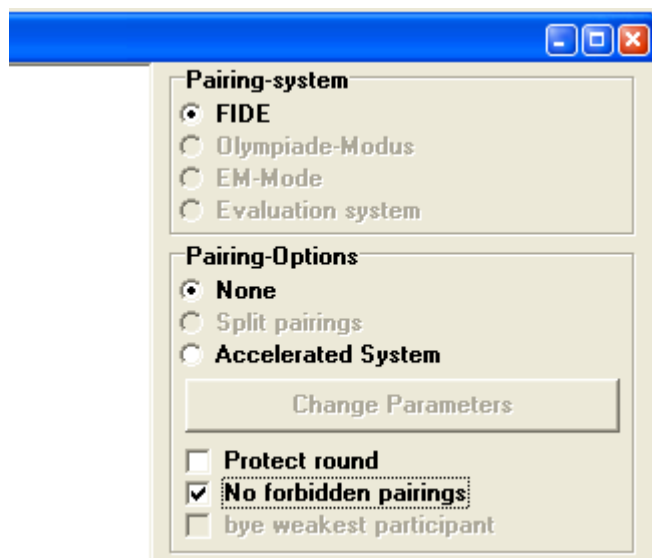 Pairing-system
FIDE
Olympiade-Modus
EM-Mode
Evaluation system
Pairing-Options
None
Split pairings
Accelerated System
Change Parameters
Protect round
No forbidden pairings
bye weakest participant